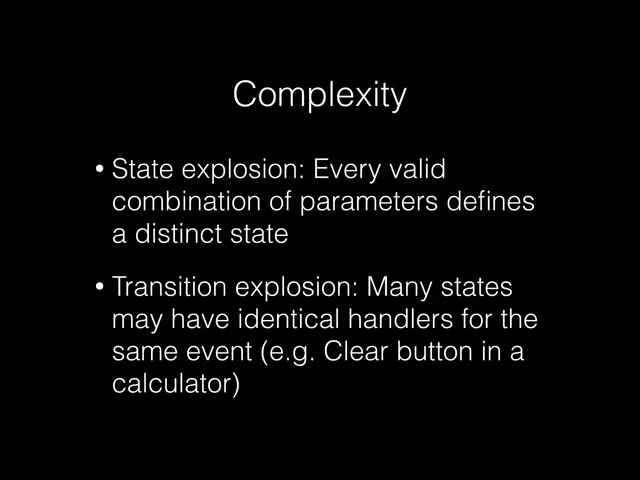 Complexity
• State explosion: Every valid
combination of parameters defines
a distinct state
• Transition explosion: Many states
may have identical handlers for the
same event (e.g. Clear button in a
calculator)